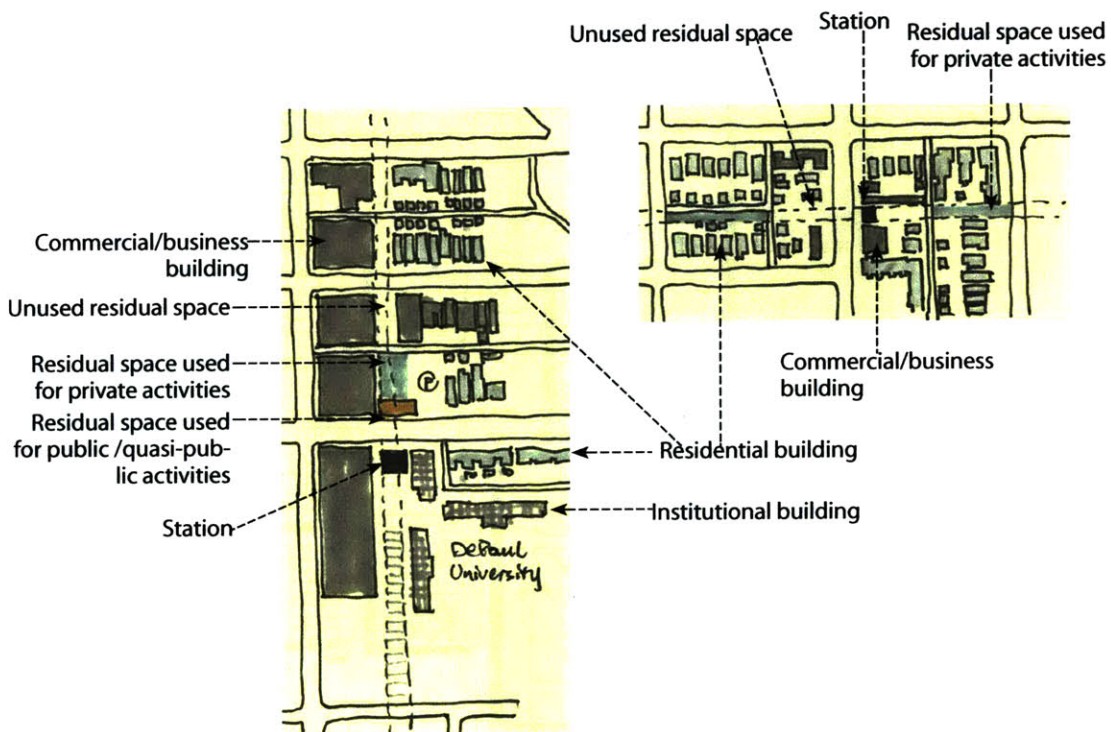 Unused residual space
Station
Residual space used
for private activities
Commercial/business
building
Unused residual space
Residual space used
for private activities
Residual space used
for public /quasi-pub-
lic activities
Station
P
DePaul
University
Commercial/business
building
Residential building
Institutional building